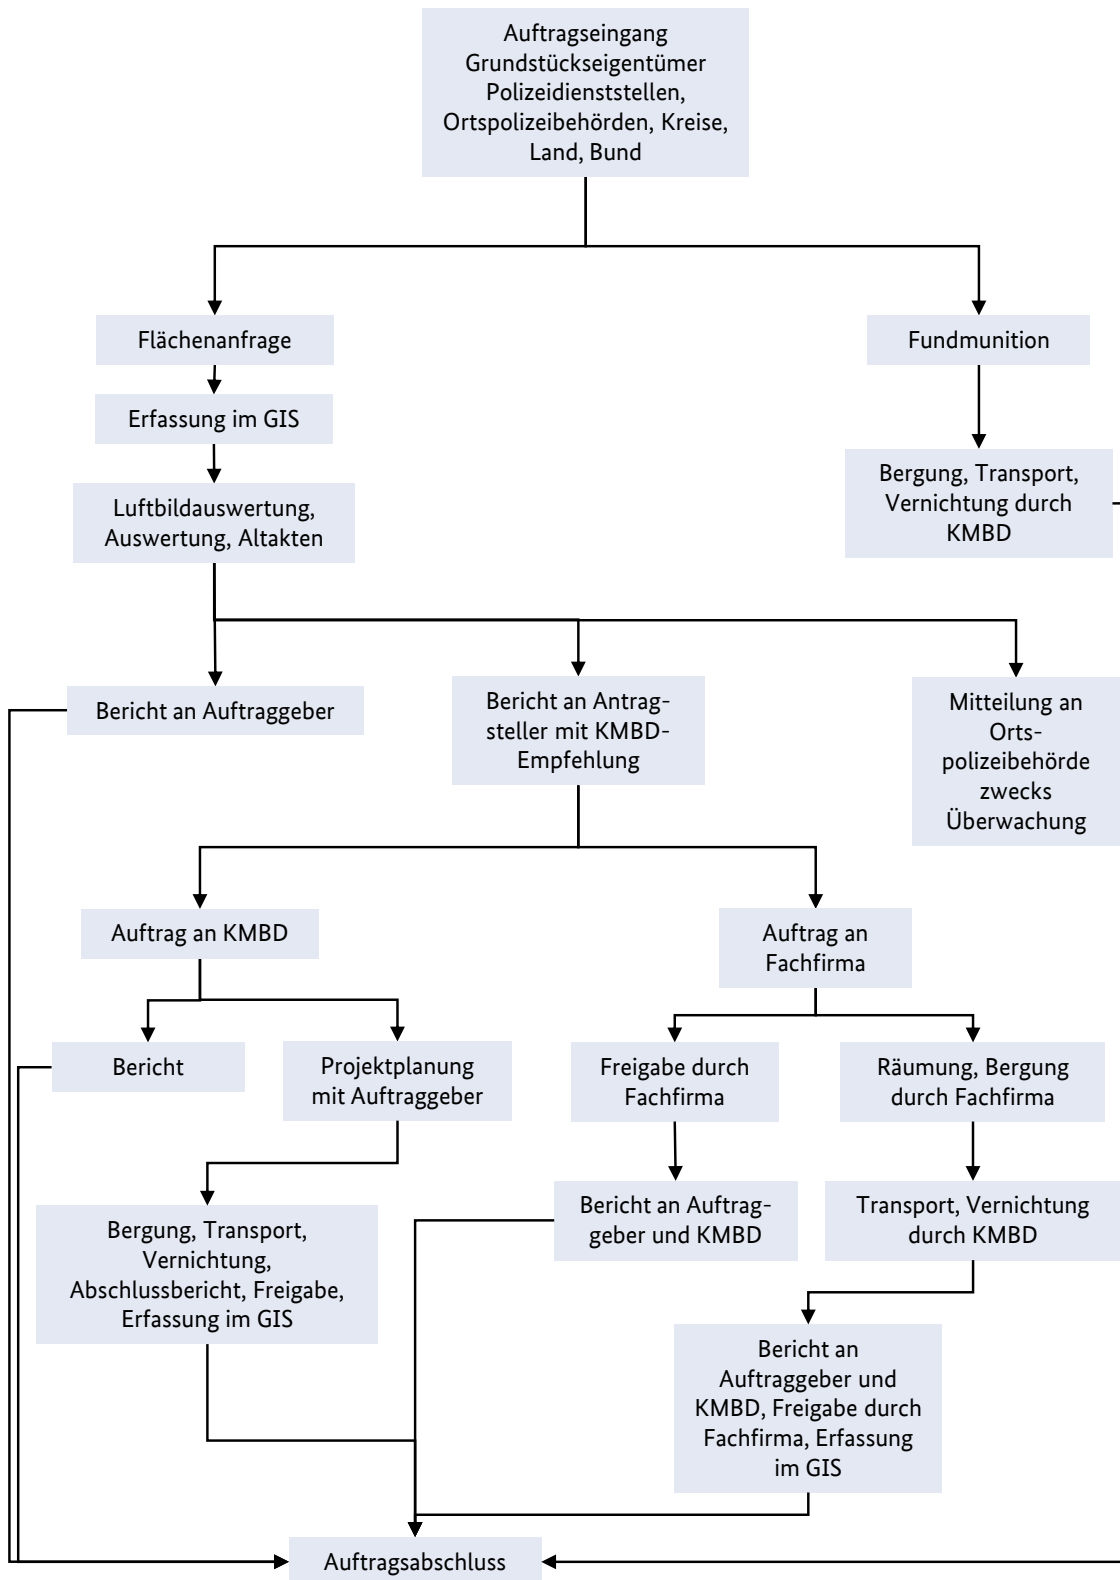 Auftragseingang
Grundstückseigentümer
Polizeidienststellen,
Ortspolizeibehörden, Kreise,
Land, Bund
Flächenanfrage
Fundmunition
Erfassung im GIS
Bergung, Transport,
Vernichtung durch
KMBD
Luftbildauswertung,
Auswertung, Altakten
Bericht an Auftraggeber
Bericht an Antrag-
steller mit KMBD-
Empfehlung
Mitteilung an
Orts-
polizeibehörde
zwecks
Überwachung
Auftrag an KMBD
Auftrag an
Fachfirma
Bericht
Projektplanung
mit Auftraggeber
Freigabe durch
Fachfirma
Räumung, Bergung
durch Fachfirma
Bergung, Transport,
Vernichtung,
Abschlussbericht, Freigabe,
Erfassung im GIS
Bericht an Auftrag-
geber und KMBD
Transport, Vernichtung
durch KMBD
Bericht an
Auftraggeber und
KMBD, Freigabe durch
Fachfirma, Erfassung
im GIS
Auftragsabschluss